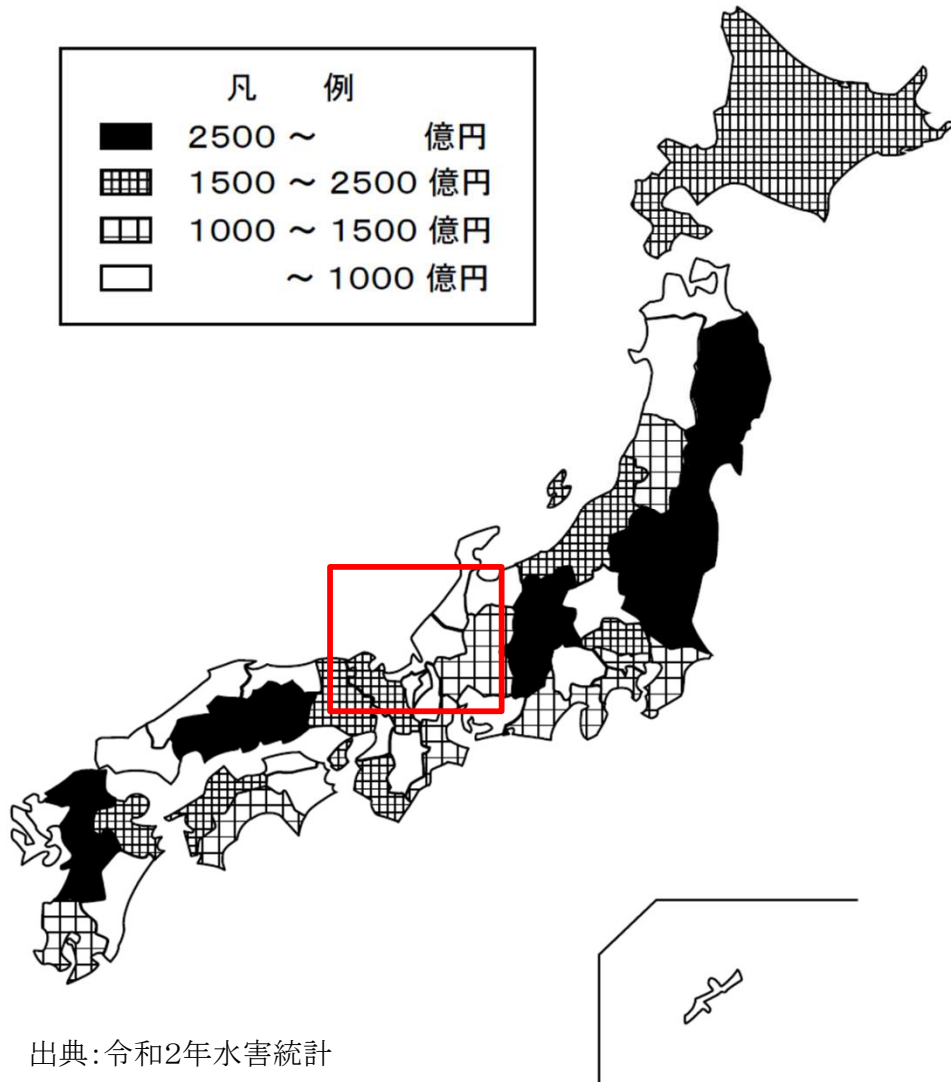 凡　例
2500 ～ 億円
1500 ～ 2500 億円
1000 ～ 1500 億円
～ 1000 億円
出典：令和2年水害統計